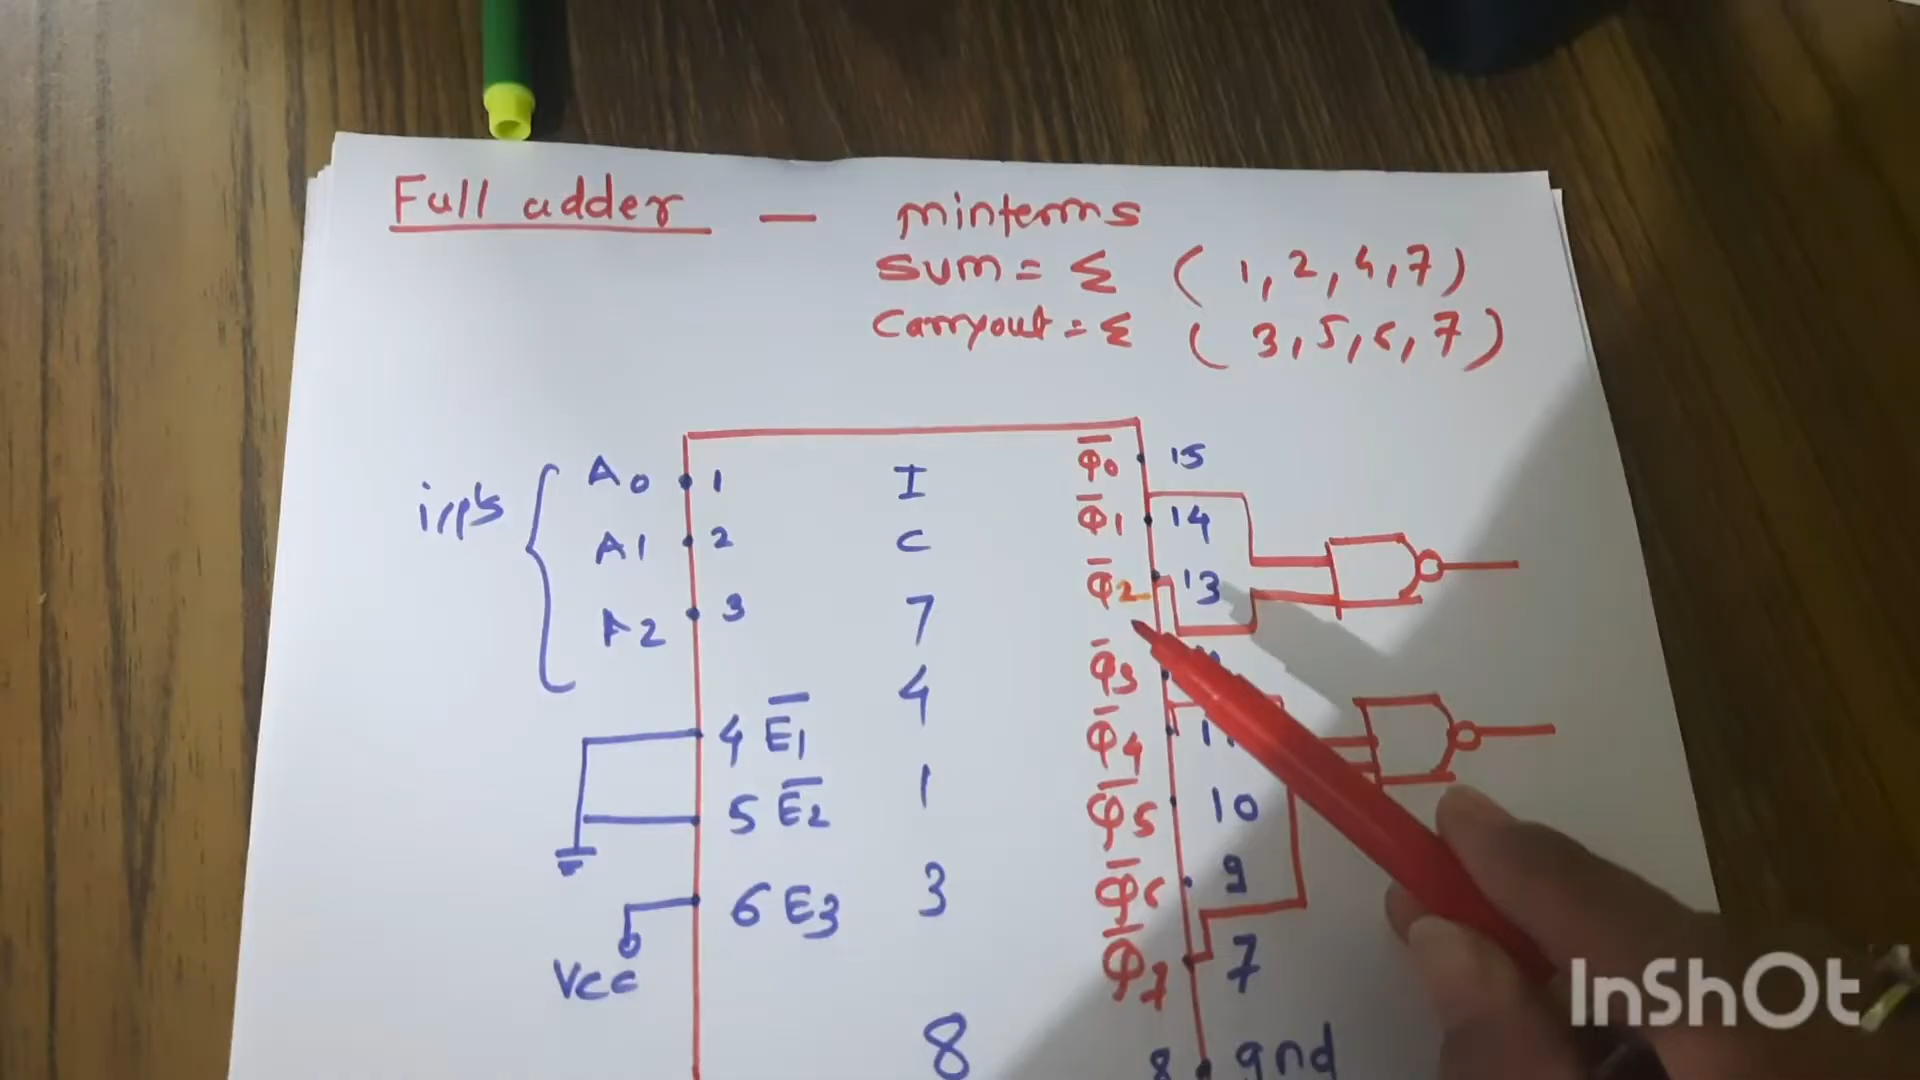 Full adder — minterms
sum = Σ ( 1, 2, 4, 7 )
Carryout = Σ ( 3, 5, 6, 7 )
A0 1 I Φ̅0 15
A1 2 C Φ̅1 14
Φ̅2 13
A2 3 7
4 Φ̅3
4 E̅1 Φ̅4
5 E̅2 1 Φ̅5 10
6 E3 3 Φ̅6 9
Vcc Φ̅7 7
8 8 gnd
InShOt